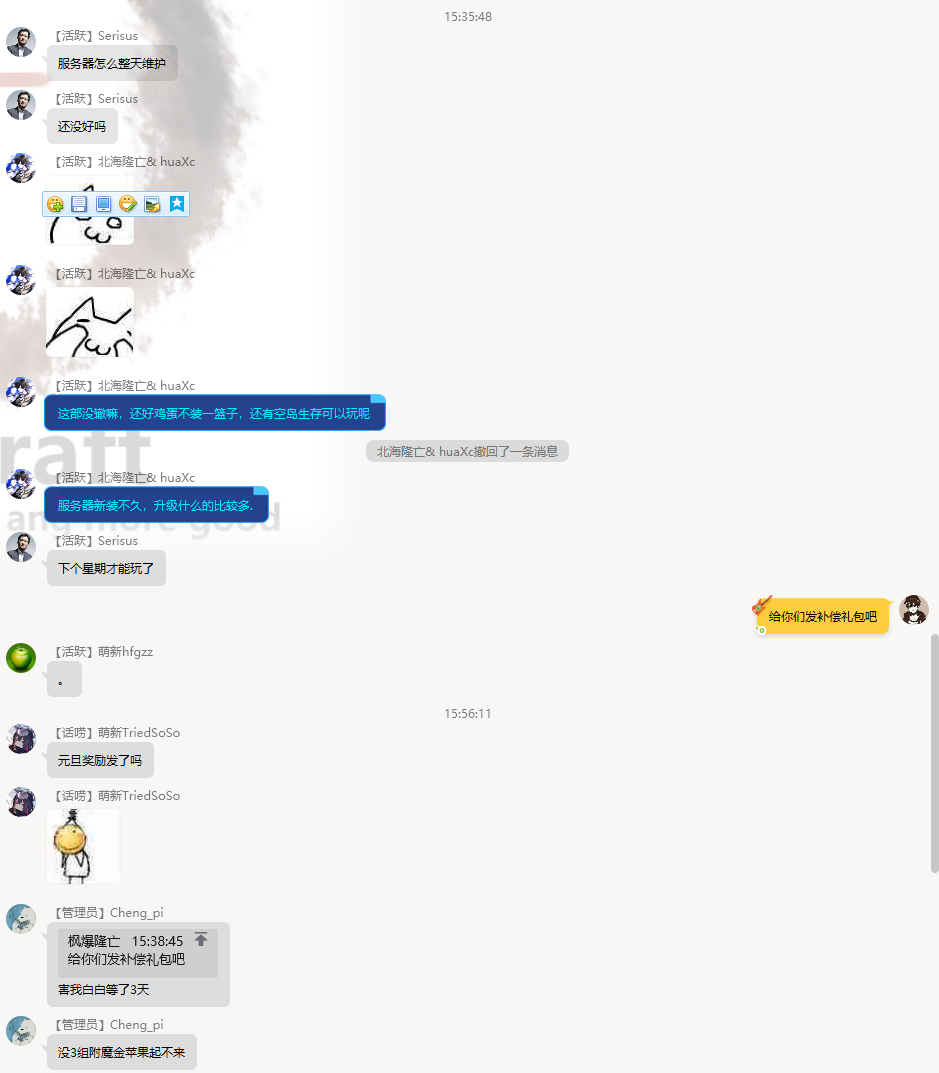 15:35:48
【活跃】Serisus
服务器怎么整天维护
【活跃】Serisus
还没好吗
【活跃】北海隆亡& huaXc
【活跃】北海隆亡& huaXc
【活跃】北海隆亡& huaXc
这部没辙嘛，还好鸡蛋不装一篮子，还有空岛生存可以玩呢
北海隆亡& huaXc撤回了一条消息
raft
【活跃】北海隆亡& huaXc
服务器新装不久，升级什么的比较多.
any more good
【活跃】Serisus
下个星期才能玩了
给你们发补偿礼包吧
【活跃】萌新hfgzz
。
15:56:11
【话唠】萌新TriedSoSo
元旦奖励发了吗
【话唠】萌新TriedSoSo
【管理员】Cheng_pi
枫爆隆亡 15:38:45
给你们发补偿礼包吧
害我白白等了3天
【管理员】Cheng_pi
没3组附魔金苹果起不来